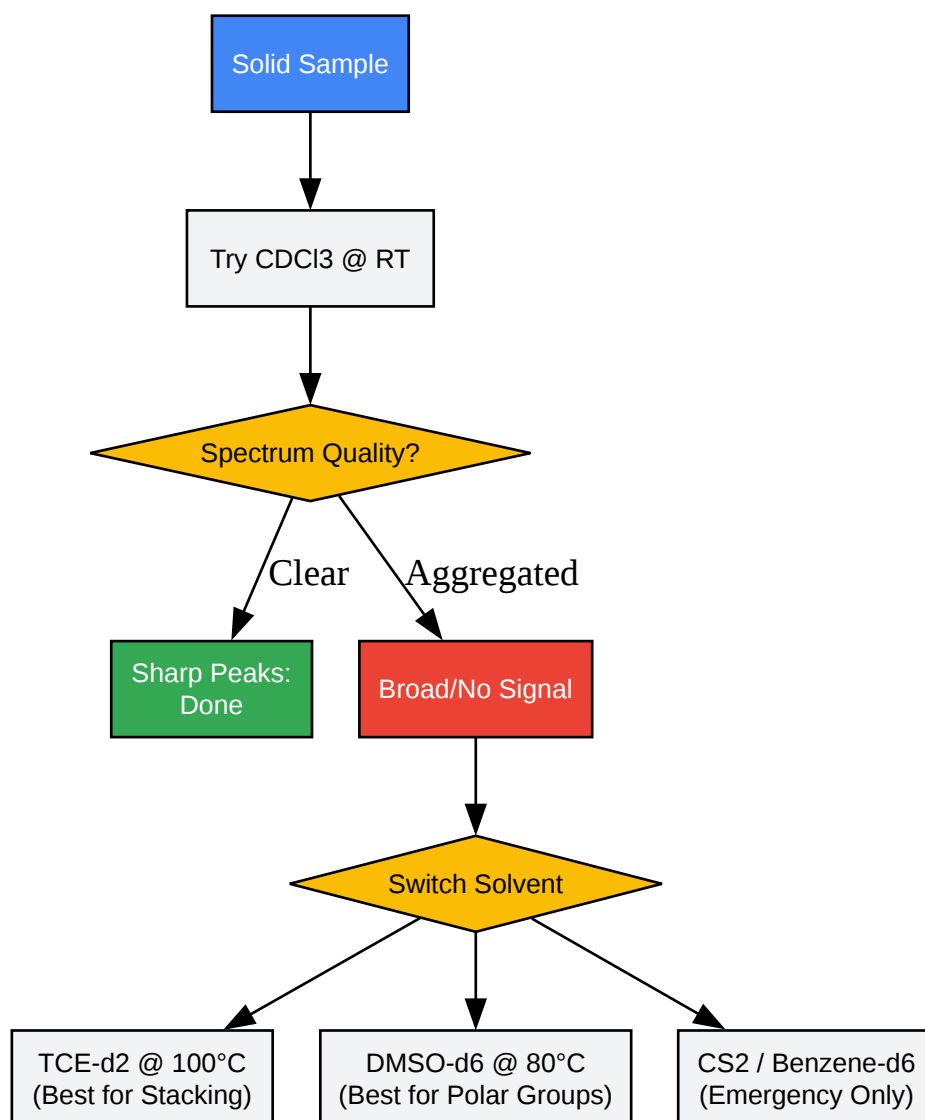 Solid Sample
Try CDCl3 @ RT
Spectrum Quality?
Clear
Aggregated
Sharp Peaks:
Done
Broad/No Signal
Switch Solvent
TCE-d2 @ 100°C
(Best for Stacking)
DMSO-d6 @ 80°C
(Best for Polar Groups)
CS2 / Benzene-d6
(Emergency Only)